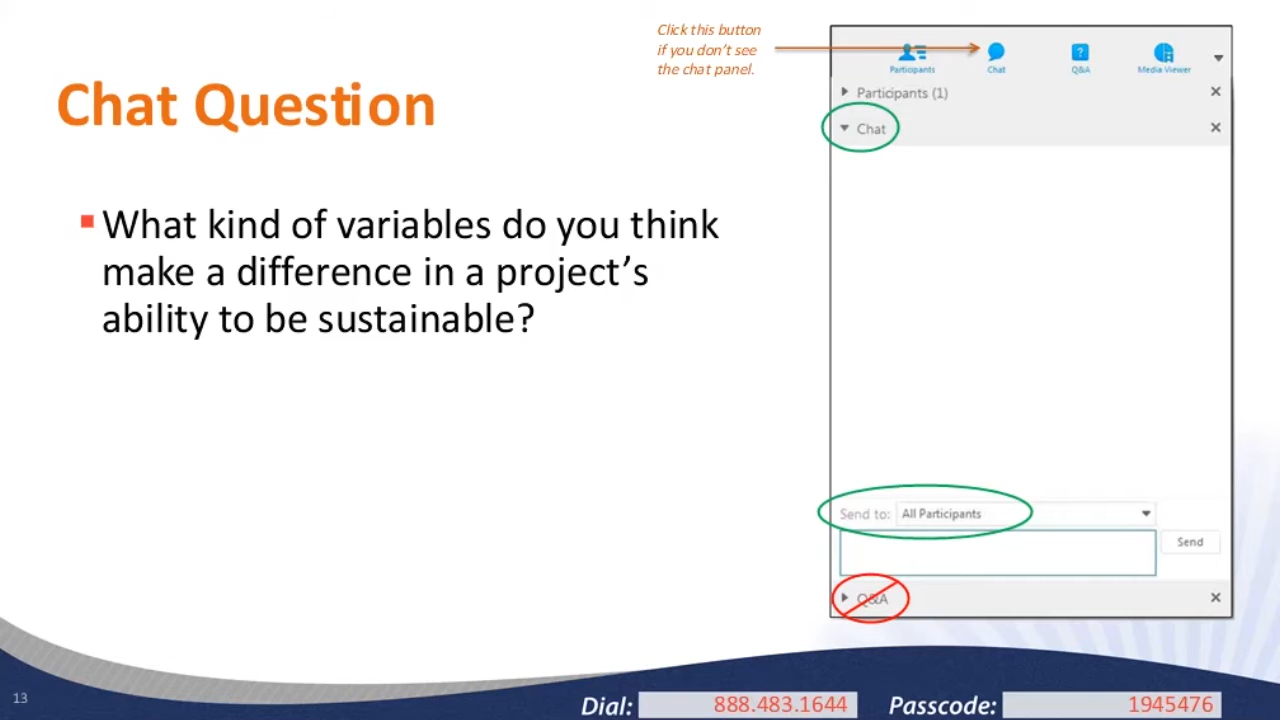 Click this button
if you don't see
the chat panel.
Chat Question
▪ What kind of variables do you think
make a difference in a project's
ability to be sustainable?
Participants
Chat
?
Q&A
Media Viewer
Participants (1)
Chat
Send to: All Participants
Send
Q&A
13
Dial: 888.483.1644 Passcode: 1945476